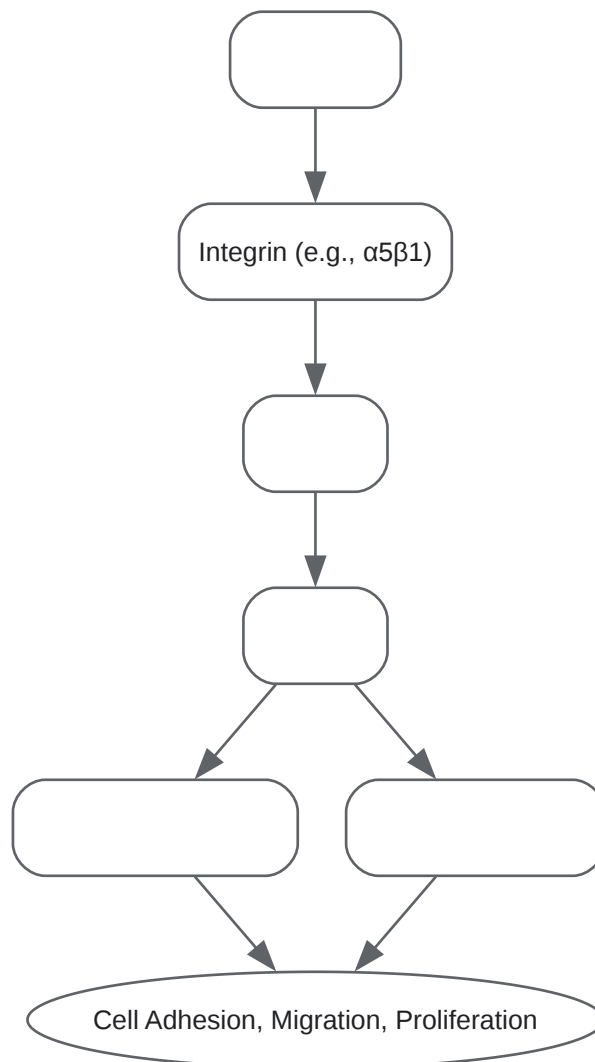 Integrin (e.g., α5β1)
Cell Adhesion, Migration, Proliferation